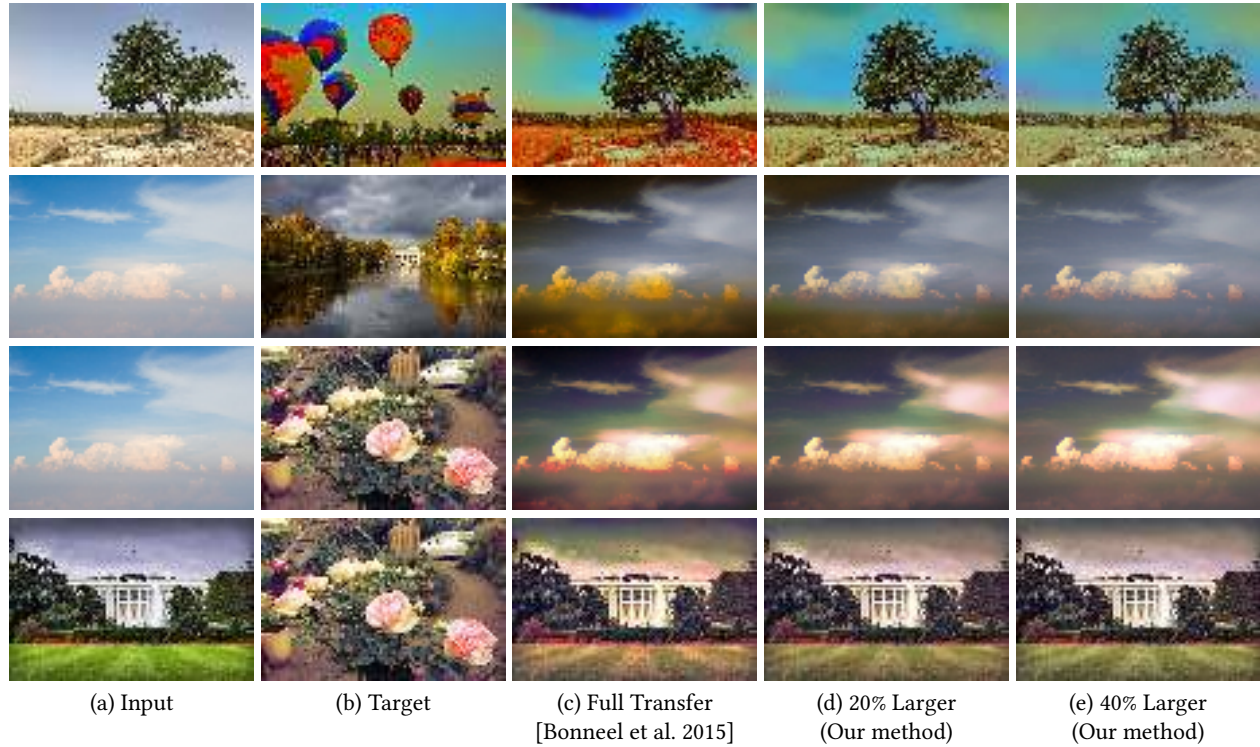 (a) Input
(b) Target
(c) Full Transfer
[Bonneel et al. 2015]
(d) 20% Larger
(Our method)
(e) 40% Larger
(Our method)